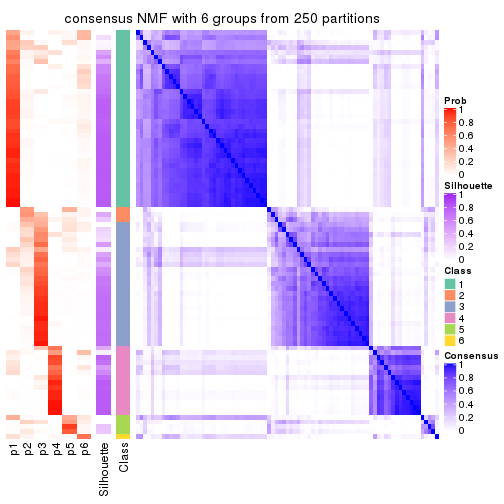 consensus NMF with 6 groups from 250 partitions
Prob
1
0.8
0.6
0.4
0.2
0
Silhouette
1
0.8
0.6
0.4
0.2
0
Class
1
2
3
4
5
6
Consensus
1
0.8
0.6
0.4
0.2
0
p1
p2
p3
p4
p5
p6
Silhouette
Class